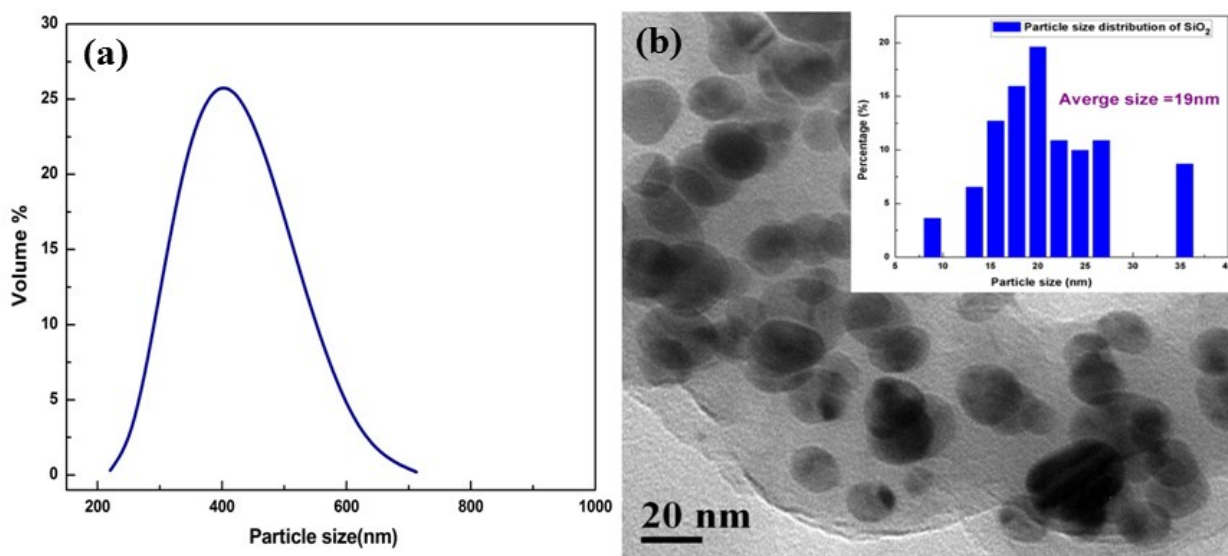 (a)
30
25
20
15
10
5
0
Volume %
200 400 600 800 1000
Particle size(nm)
(b)
Particle size distribution of SiO₂
Averge size =19nm
20
15
10
5
0
Percentage (%)
5 10 15 20 25 30 35 40
Particle size (nm)
20 nm